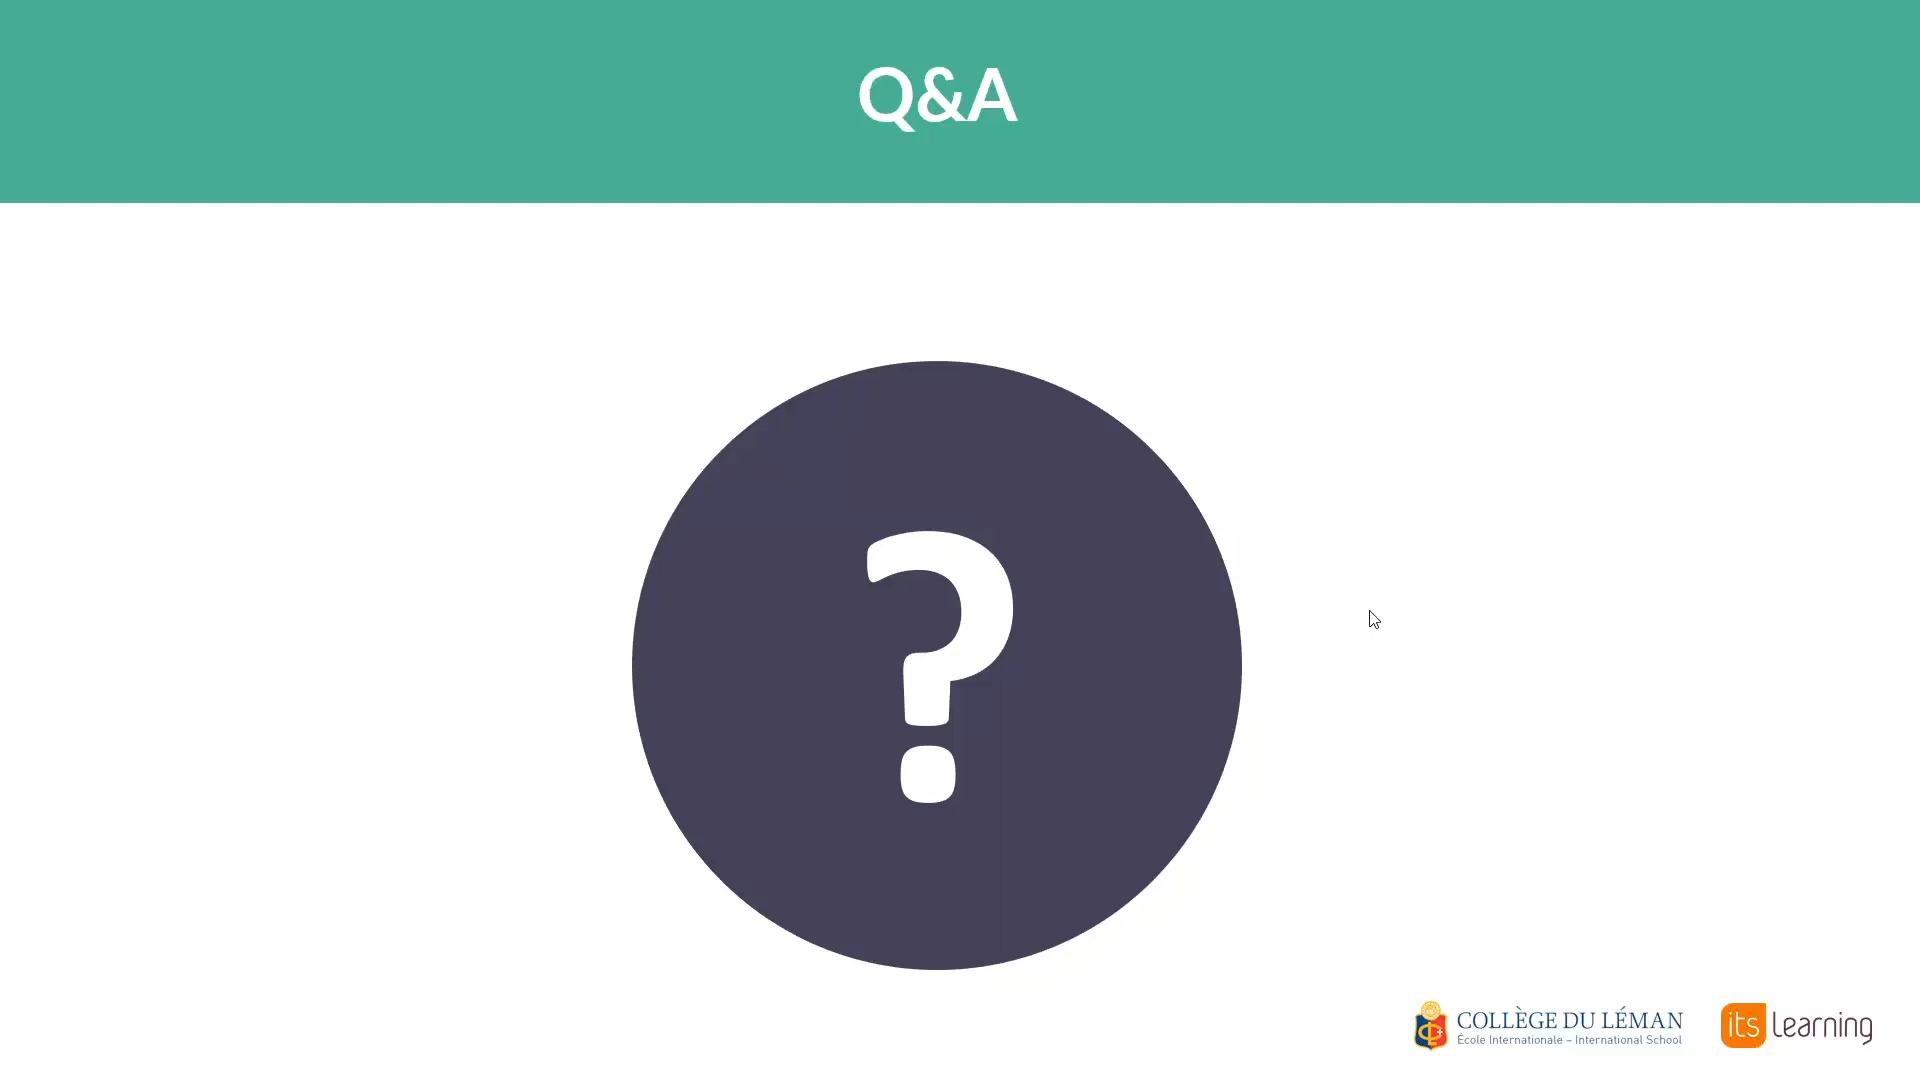 Q&A
?
COLLÈGE DU LÉMAN
École Internationale – International School
its learning